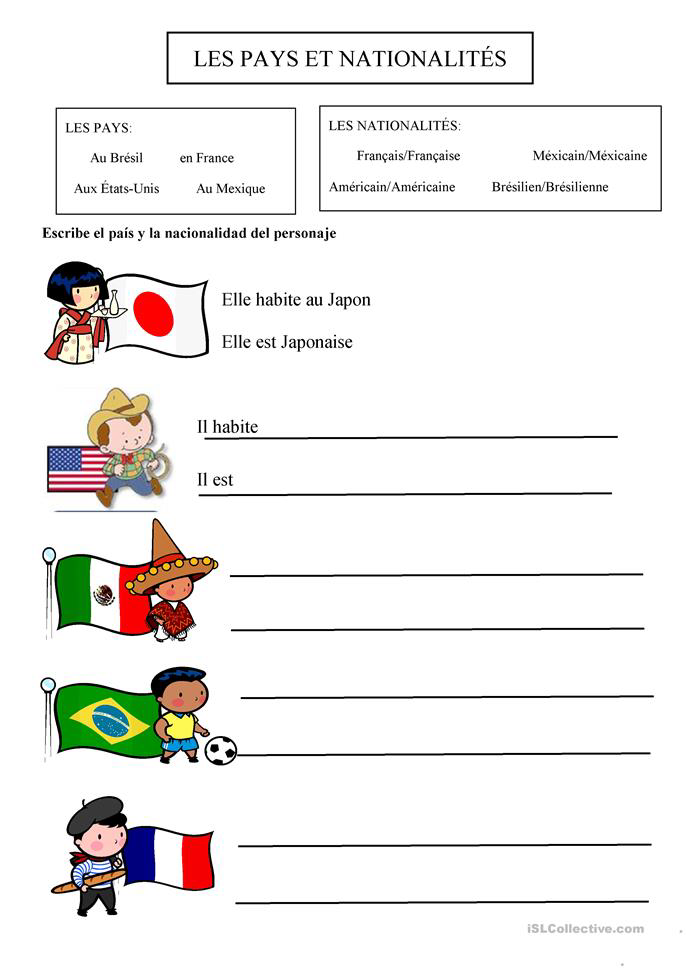 LES PAYS ET NATIONALITÉS
LES PAYS:
Au Brésil en France
Aux États-Unis Au Mexique
LES NATIONALITÉS:
Français/Française Méxicain/Méxicaine
Américain/Américaine Brésilien/Brésilienne
Escribe el país y la nacionalidad del personaje
Elle habite au Japon
Elle est Japonaise
Il habite
Il est
iSLCollective.com